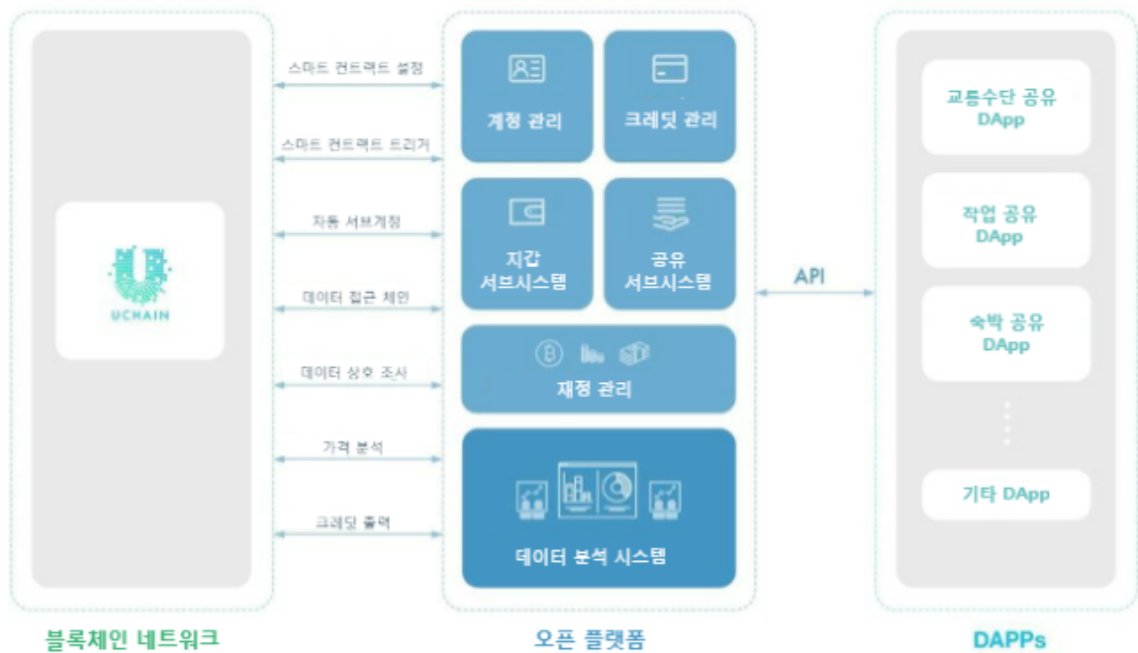 스마트 컨트랙트 설정
스마트 컨트랙트 트리거
자동 서브계정
데이터 접근 체인
데이터 상호 조사
가격 분석
크레딧 출력
UCHAIN
블록체인 네트워크
계정 관리
크레딧 관리
지갑
서브시스템
공유
서브시스템
재정 관리
데이터 분석 시스템
오픈 플랫폼
API
교통수단 공유
DApp
작업 공유
DApp
숙박 공유
DApp
기타 DApp
DAPPs